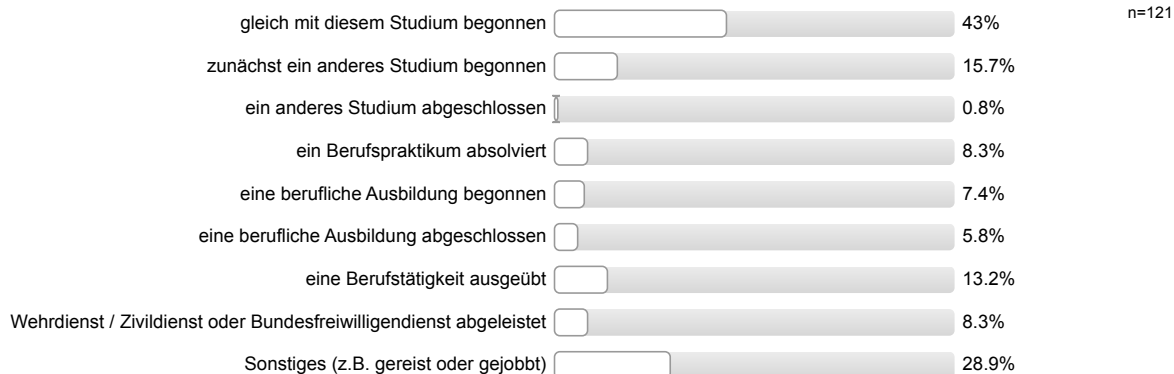 n=121
gleich mit diesem Studium begonnen 43%
zunächst ein anderes Studium begonnen 15.7%
ein anderes Studium abgeschlossen 0.8%
ein Berufspraktikum absolviert 8.3%
eine berufliche Ausbildung begonnen 7.4%
eine berufliche Ausbildung abgeschlossen 5.8%
eine Berufstätigkeit ausgeübt 13.2%
Wehrdienst / Zivildienst oder Bundesfreiwilligendienst abgeleistet 8.3%
Sonstiges (z.B. gereist oder gejobbt) 28.9%